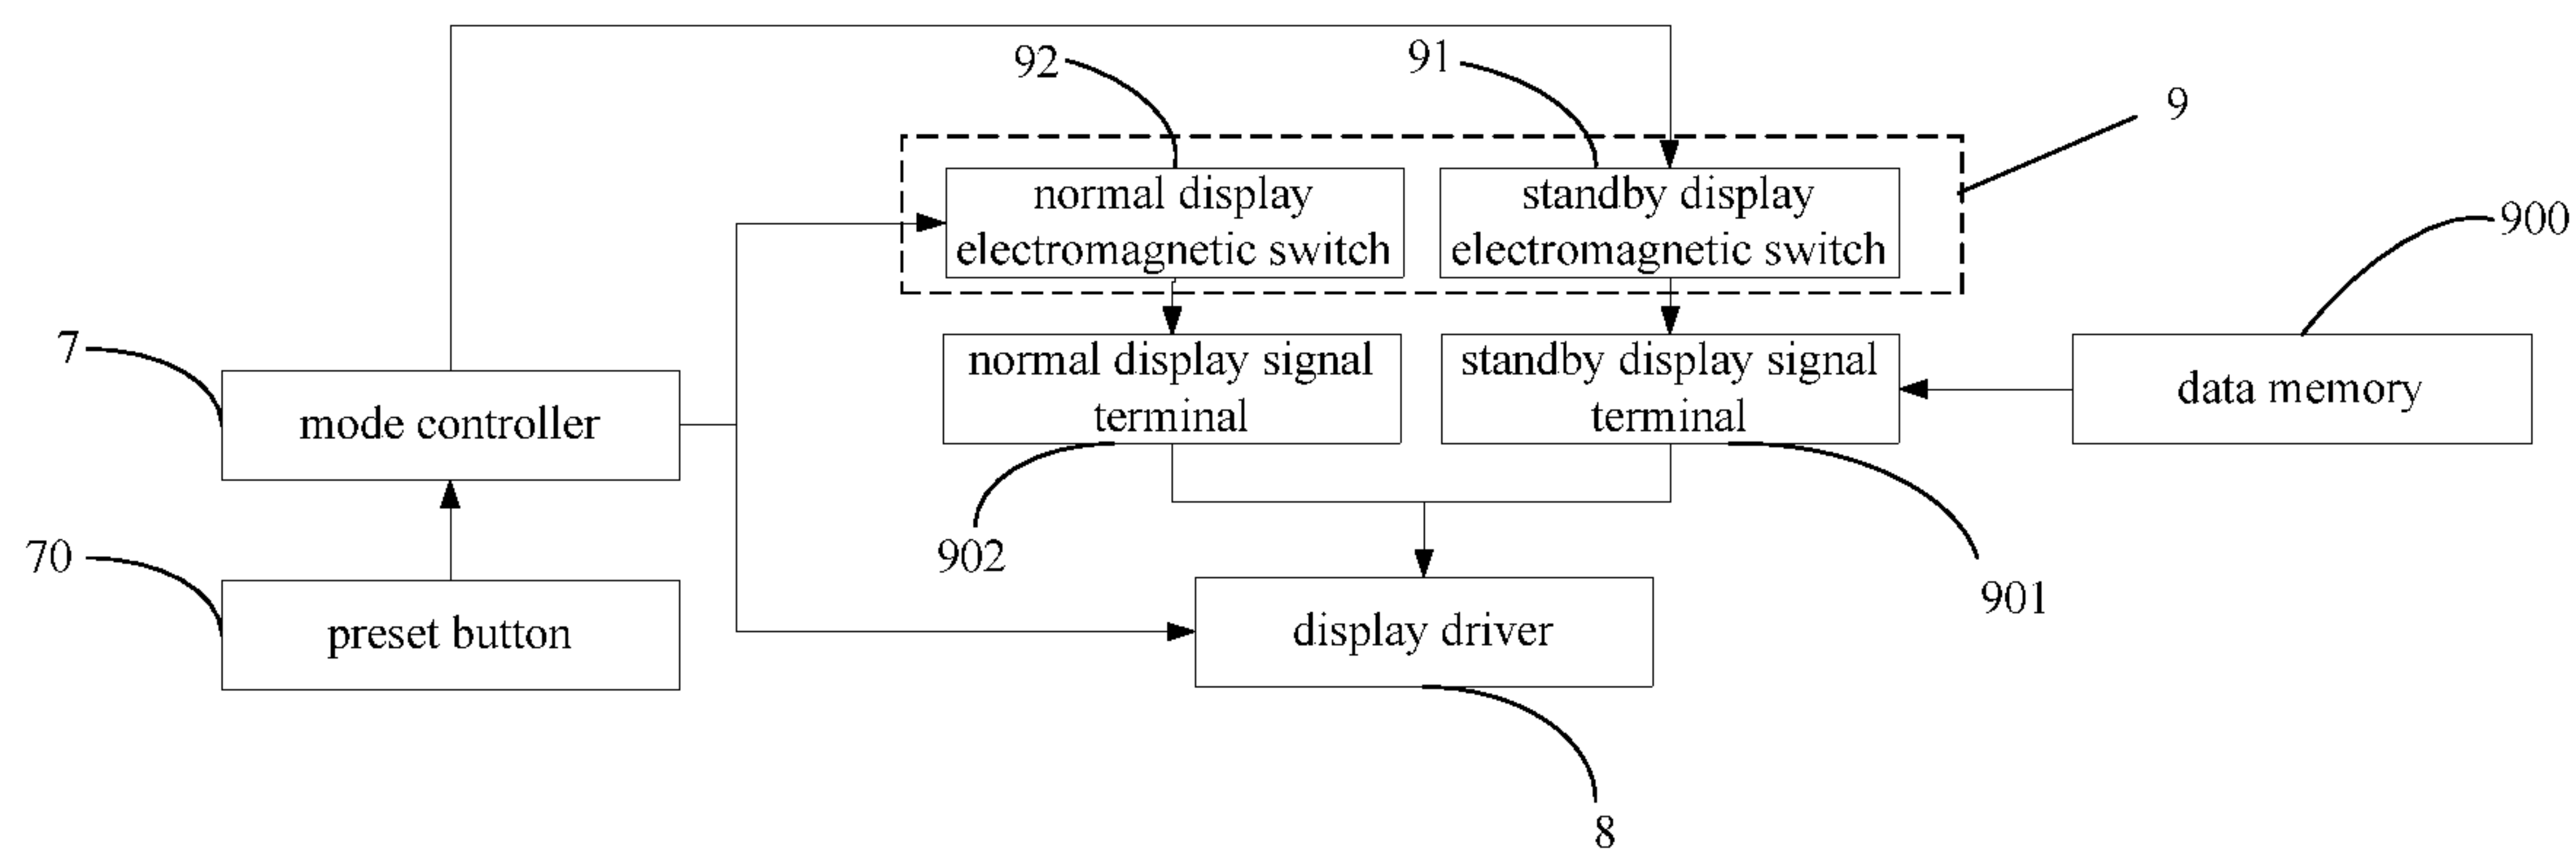 92
91
9
normal display
electromagnetic switch
standby display
electromagnetic switch
900
7
mode controller
normal display signal
terminal
standby display signal
terminal
data memory
70
preset button
902
901
display driver
8